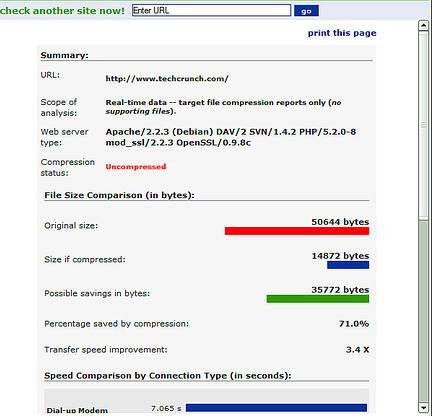 check another site now! Enter URL go
print this page
Summary:
URL: http://www.techcrunch.com/
Scope of analysis: Real-time data -- target file compression reports only (no supporting files).
Web server type: Apache/2.2.3 (Debian) DAV/2 SVN/1.4.2 PHP/5.2.0-8 mod_ssl/2.2.3 OpenSSL/0.9.8c
Compression status: Uncompressed
File Size Comparison (in bytes):
Original size: 50644 bytes
Size if compressed: 14872 bytes
Possible savings in bytes: 35772 bytes
Percentage saved by compression: 71.0%
Transfer speed improvement: 3.4 X
Speed Comparison by Connection Type (in seconds):
Dial-up Modem 7.065 s